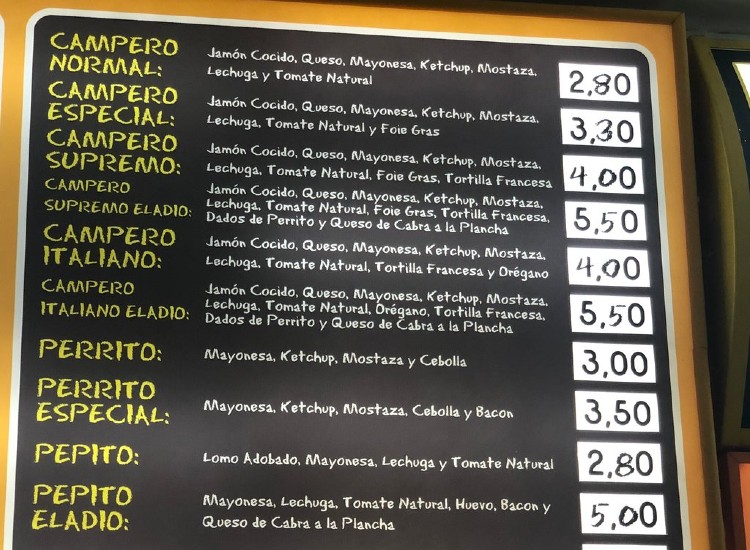 CAMPERO
NORMAL:
Jamón Cocido, Queso, Mayonesa, Ketchup, Mostaza,
Lechuga y Tomate Natural
2,80
CAMPERO
ESPECIAL:
Jamón Cocido, Queso, Mayonesa, Ketchup, Mostaza,
Lechuga, Tomate Natural y Foie Gras
3,30
CAMPERO
SUPREMO:
Jamón Cocido, Queso, Mayonesa, Ketchup, Mostaza,
Lechuga, Tomate Natural, Foie Gras, Tortilla Francesa
4,00
CAMPERO
SUPREMO ELADIO:
Jamón Cocido, Queso, Mayonesa, Ketchup, Mostaza,
Lechuga, Tomate Natural, Foie Gras, Tortilla Francesa,
Dados de Perrito y Queso de Cabra a la Plancha
5,50
CAMPERO
ITALIANO:
Jamón Cocido, Queso, Mayonesa, Ketchup, Mostaza,
Lechuga, Tomate Natural, Tortilla Francesa y Orégano
4,00
CAMPERO
ITALIANO ELADIO:
Jamón Cocido, Queso, Mayonesa, Ketchup, Mostaza,
Lechuga, Tomate Natural, Orégano, Tortilla Francesa,
Dados de Perrito y Queso de Cabra a la Plancha
5,50
PERRITO:
Mayonesa, Ketchup, Mostaza y Cebolla
3,00
PERRITO
ESPECIAL:
Mayonesa, Ketchup, Mostaza, Cebolla y Bacon
3,50
PEPITO:
Lomo Adobado, Mayonesa, Lechuga y Tomate Natural
2,80
PEPITO
ELADIO:
Mayonesa, Lechuga, Tomate Natural, Huevo, Bacon y
Queso de Cabra a la Plancha
5,00